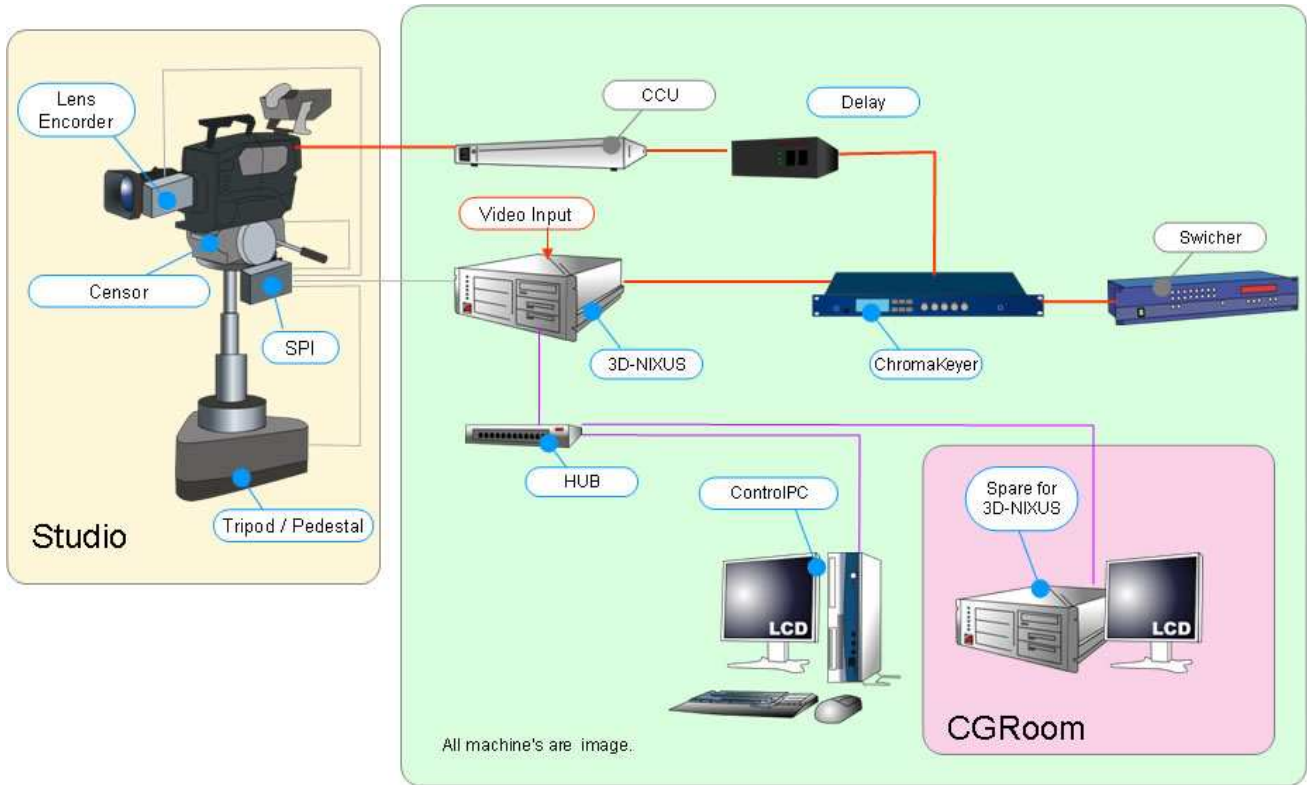 Lens
Encorder
CCU
Delay
Video Input
Swicher
Censor
SPI
3D-NIXUS
ChromaKeyer
HUB
ControlPC
Spare for
3D-NIXUS
Tripod / Pedestal
Studio
LCD
LCD
CGRoom
All machine's are image.